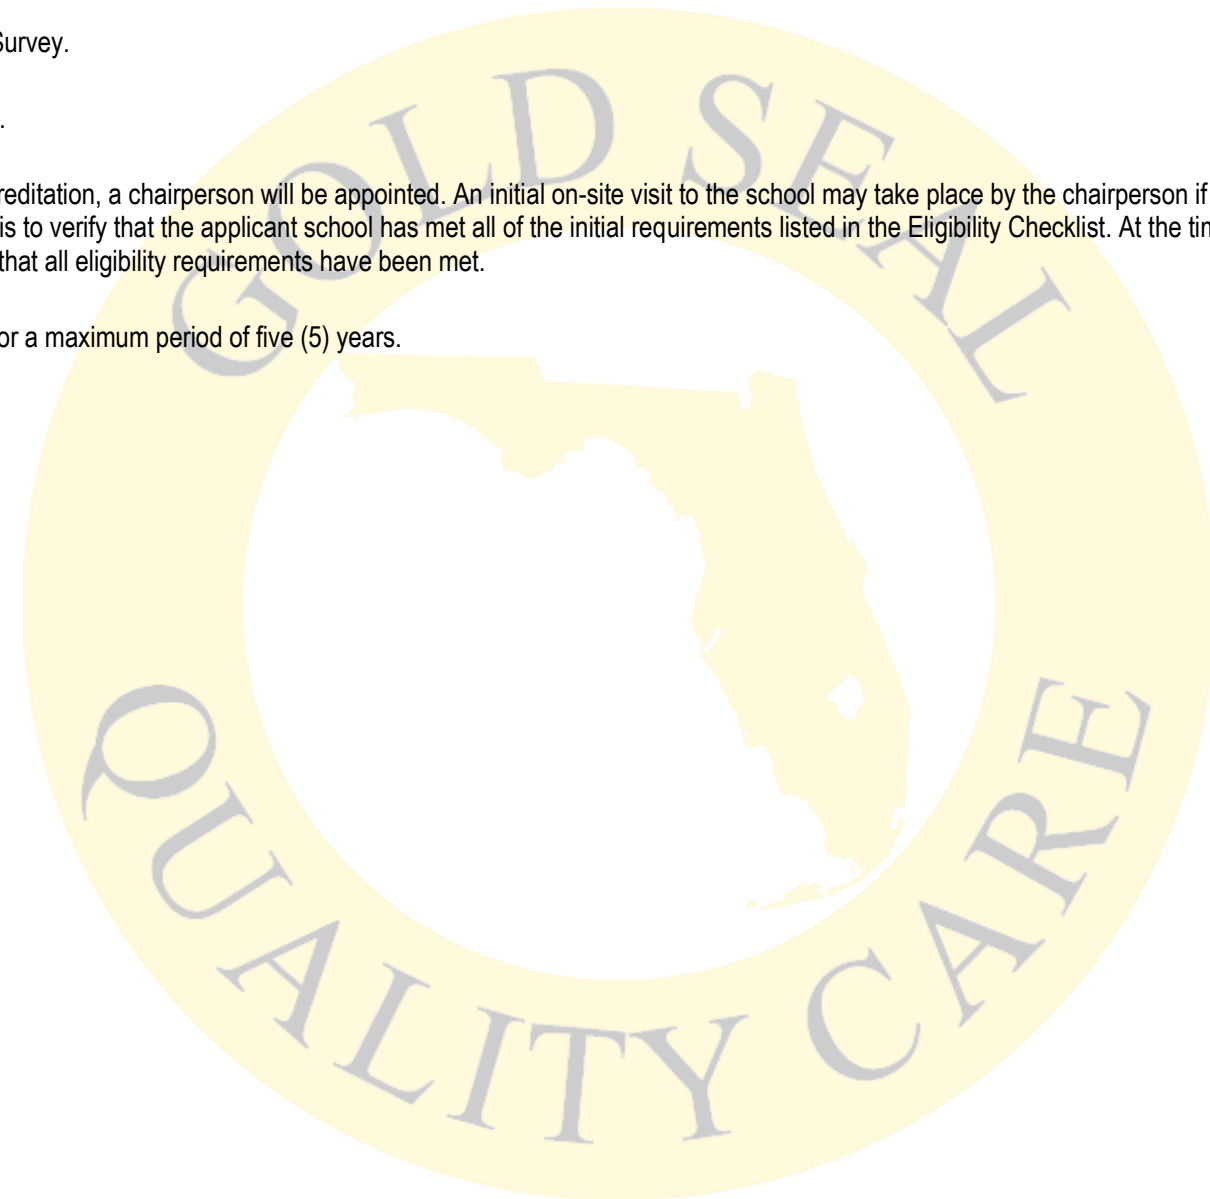 Survey.
.
reditation, a chairperson will be appointed. An initial on-site visit to the school may take place by the chairperson if
is to verify that the applicant school has met all of the initial requirements listed in the Eligibility Checklist. At the tim
that all eligibility requirements have been met.
or a maximum period of five (5) years.
GOLD SEAL
QUALITY CARE